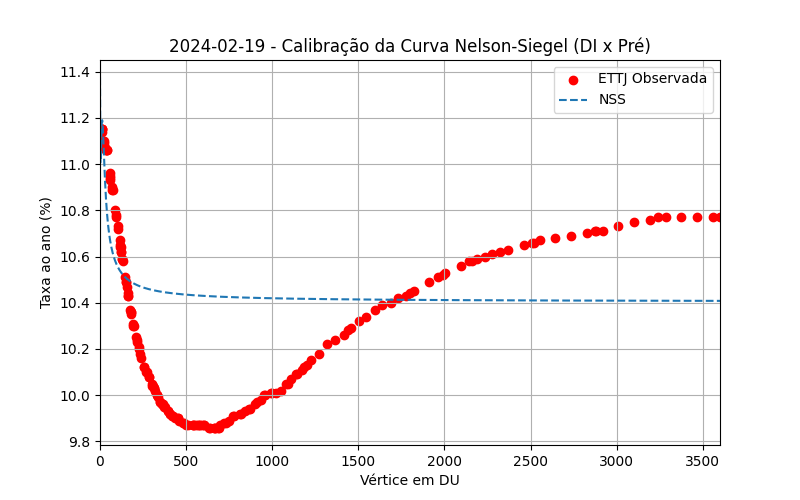 2024-02-19 - Calibração da Curva Nelson-Siegel (DI x Pré)
ETTJ Observada
NSS
Taxa ao ano (%)
11.4
11.2
11.0
10.8
10.6
10.4
10.2
10.0
9.8
0 500 1000 1500 2000 2500 3000 3500
Vértice em DU